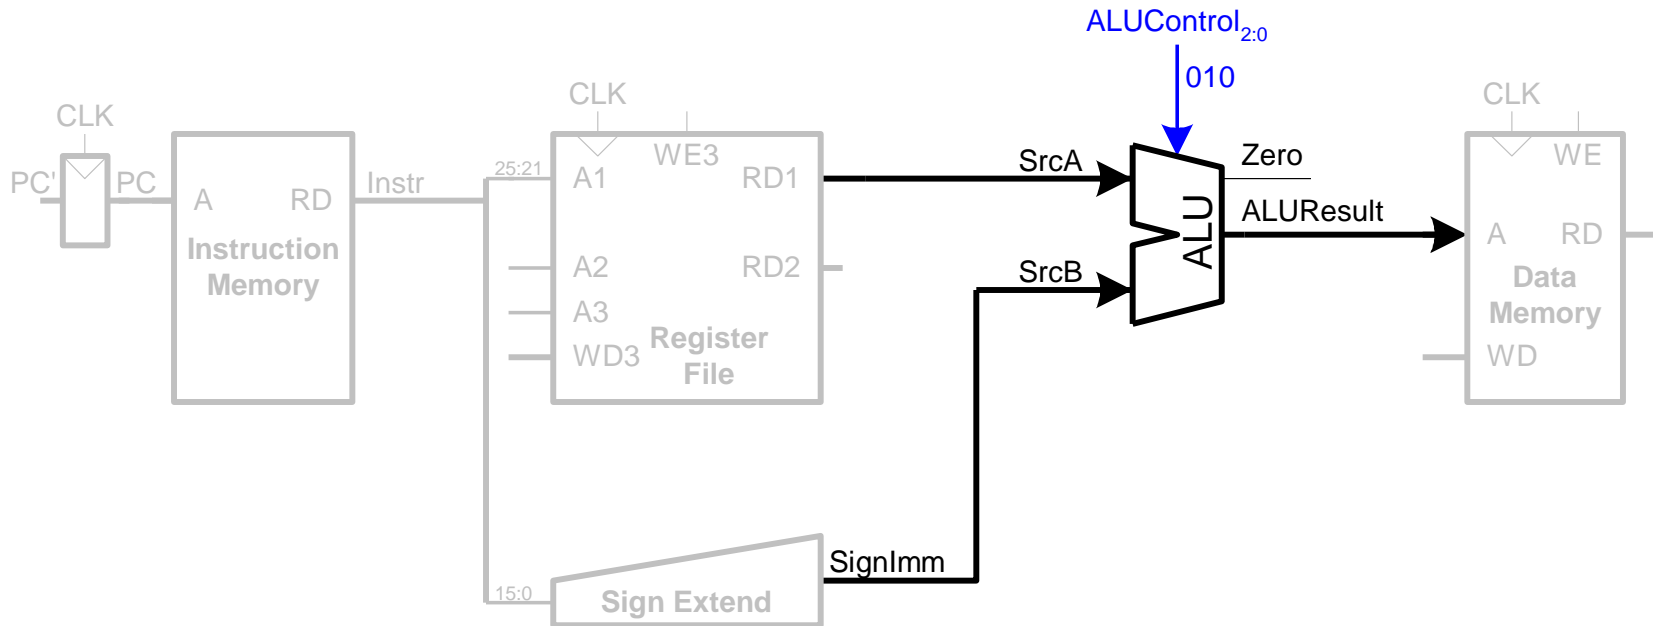 ALUControl2:0
010
CLK
CLK
CLK
PC'
PC
A
RD
Instr
Instruction
Memory
25:21
A1
WE3
RD1
A2
RD2
A3
WD3
Register
File
SrcA
SrcB
ALU
Zero
ALUResult
WE
A
RD
Data
Memory
WD
SignImm
15:0
Sign Extend